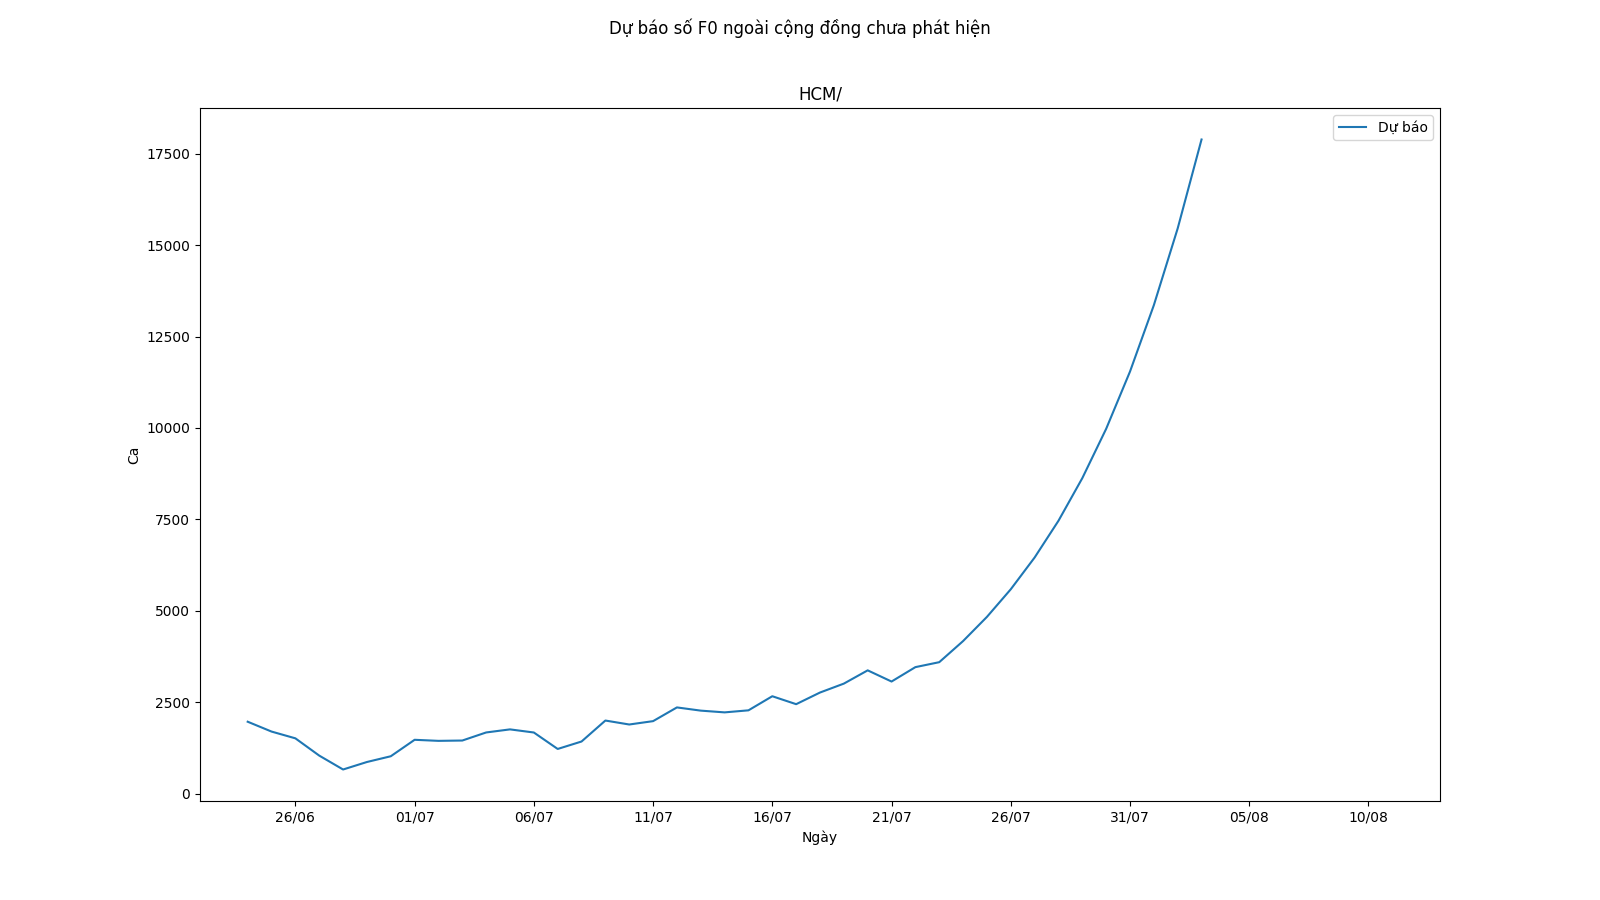 Dự báo số F0 ngoài cộng đồng chưa phát hiện
HCM/
Dự báo
17500
15000
12500
10000
7500
5000
2500
0
Ca
26/06 01/07 06/07 11/07 16/07 21/07 26/07 31/07 05/08 10/08
Ngày